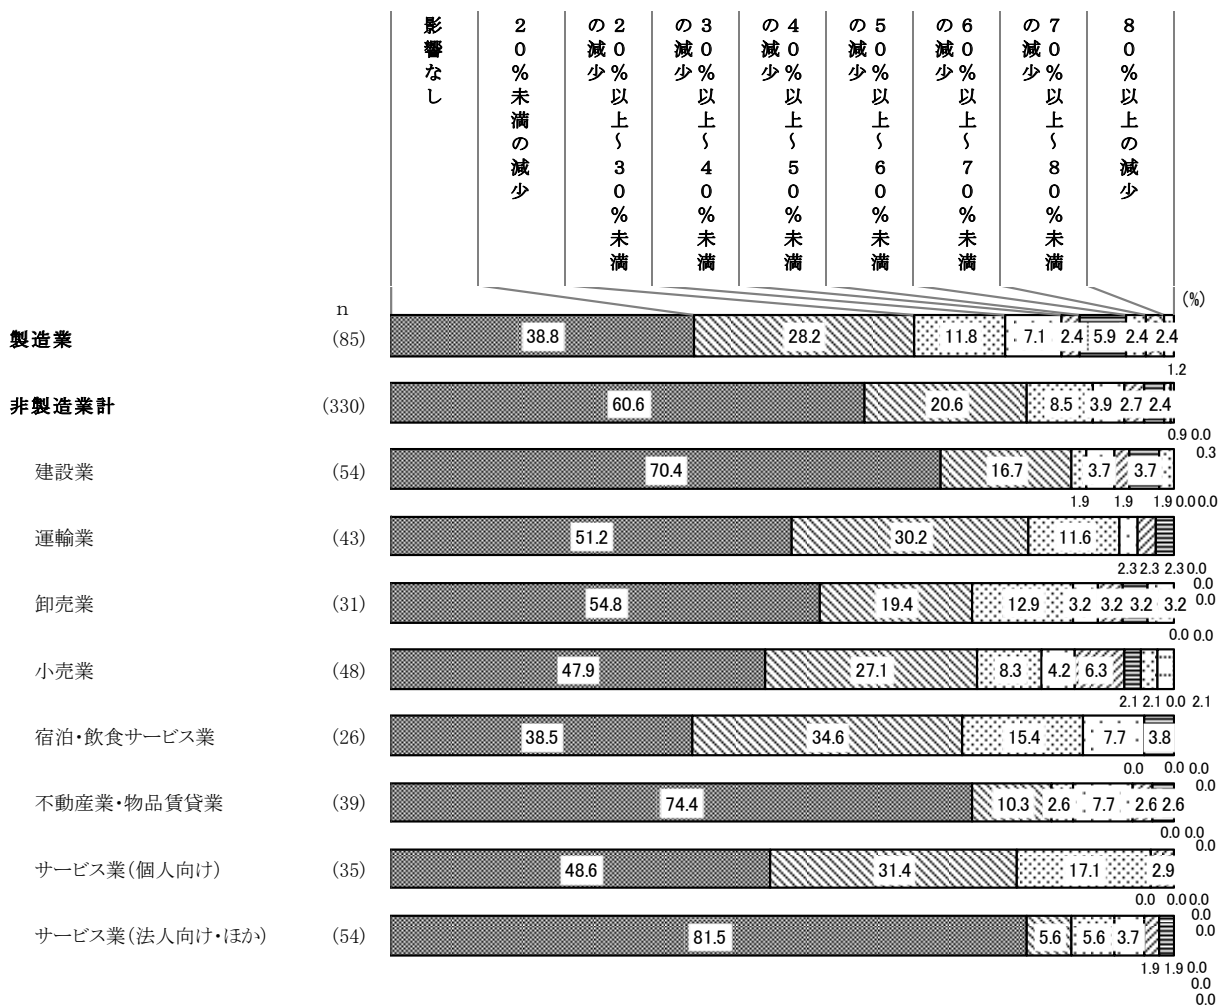 影響なし
20%未満の減少
20%以上~30%未満の減少
30%以上~40%未満の減少
40%以上~50%未満の減少
50%以上~60%未満の減少
60%以上~70%未満の減少
70%以上~80%未満の減少
80%以上の減少
n
(%)
製造業 (85) 38.8 28.2 11.8 7.1 2.4 5.9 2.4 2.4
1.2
非製造業計 (330) 60.6 20.6 8.5 3.9 2.7 2.4
0.9 0.0
0.3
建設業 (54) 70.4 16.7 3.7 3.7
1.9 1.9 1.9 0.0 0.0
運輸業 (43) 51.2 30.2 11.6
2.3 2.3 2.3 0.0
0.0
0.0
卸売業 (31) 54.8 19.4 12.9 3.2 3.2 3.2 3.2
0.0 0.0
小売業 (48) 47.9 27.1 8.3 4.2 6.3
2.1 2.1 0.0 2.1
宿泊・飲食サービス業 (26) 38.5 34.6 15.4 7.7 3.8
0.0 0.0 0.0
0.0
不動産業・物品賃貸業 (39) 74.4 10.3 2.6 7.7 2.6 2.6
0.0 0.0
0.0
サービス業(個人向け) (35) 48.6 31.4 17.1 2.9
0.0 0.0 0.0
0.0
0.0
サービス業(法人向け・ほか) (54) 81.5 5.6 5.6 3.7
1.9 1.9 0.0
0.0
0.0